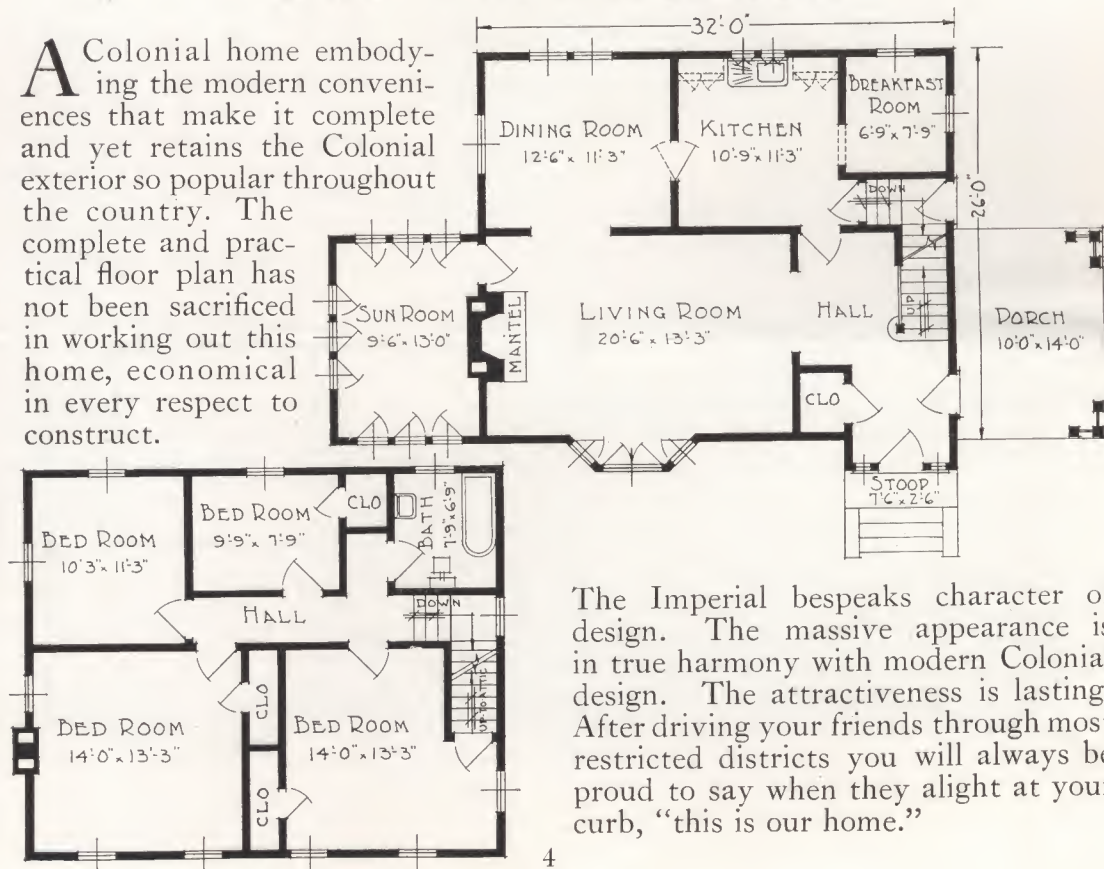 A Colonial home embody-
ing the modern conveni-
ences that make it complete
and yet retains the Colonial
exterior so popular throughout
the country. The
complete and prac-
tical floor plan has
not been sacrificed
in working out this
home, economical
in every respect to
construct.
32'-0"
26'-0"
DINING ROOM
12'-6" x 11'-3"
KITCHEN
10'-9" x 11'-3"
BREAKFAST
ROOM
6'-9" x 7'-9"
DOWN
SUN ROOM
9'-6" x 13'-0"
MANTEL
LIVING ROOM
20'-6" x 13'-3"
HALL
UP
PORCH
10'-0" x 14'-0"
CLO
STOOP
7'-6" x 2'-6"
BED ROOM
10'3" x 11'-3"
BED ROOM
9'-9" x 7'-9"
CLO
BATH
7'-9" x 6'-9"
HALL
DOWN
UP TO ATTIC
BED ROOM
14'-0" x 13'-3"
CLO
CLO
BED ROOM
14'-0" x 13'-3"
The Imperial bespeaks character o
design. The massive appearance is
in true harmony with modern Colonia
design. The attractiveness is lasting
After driving your friends through mos
restricted districts you will always be
proud to say when they alight at your
curb, "this is our home."
4